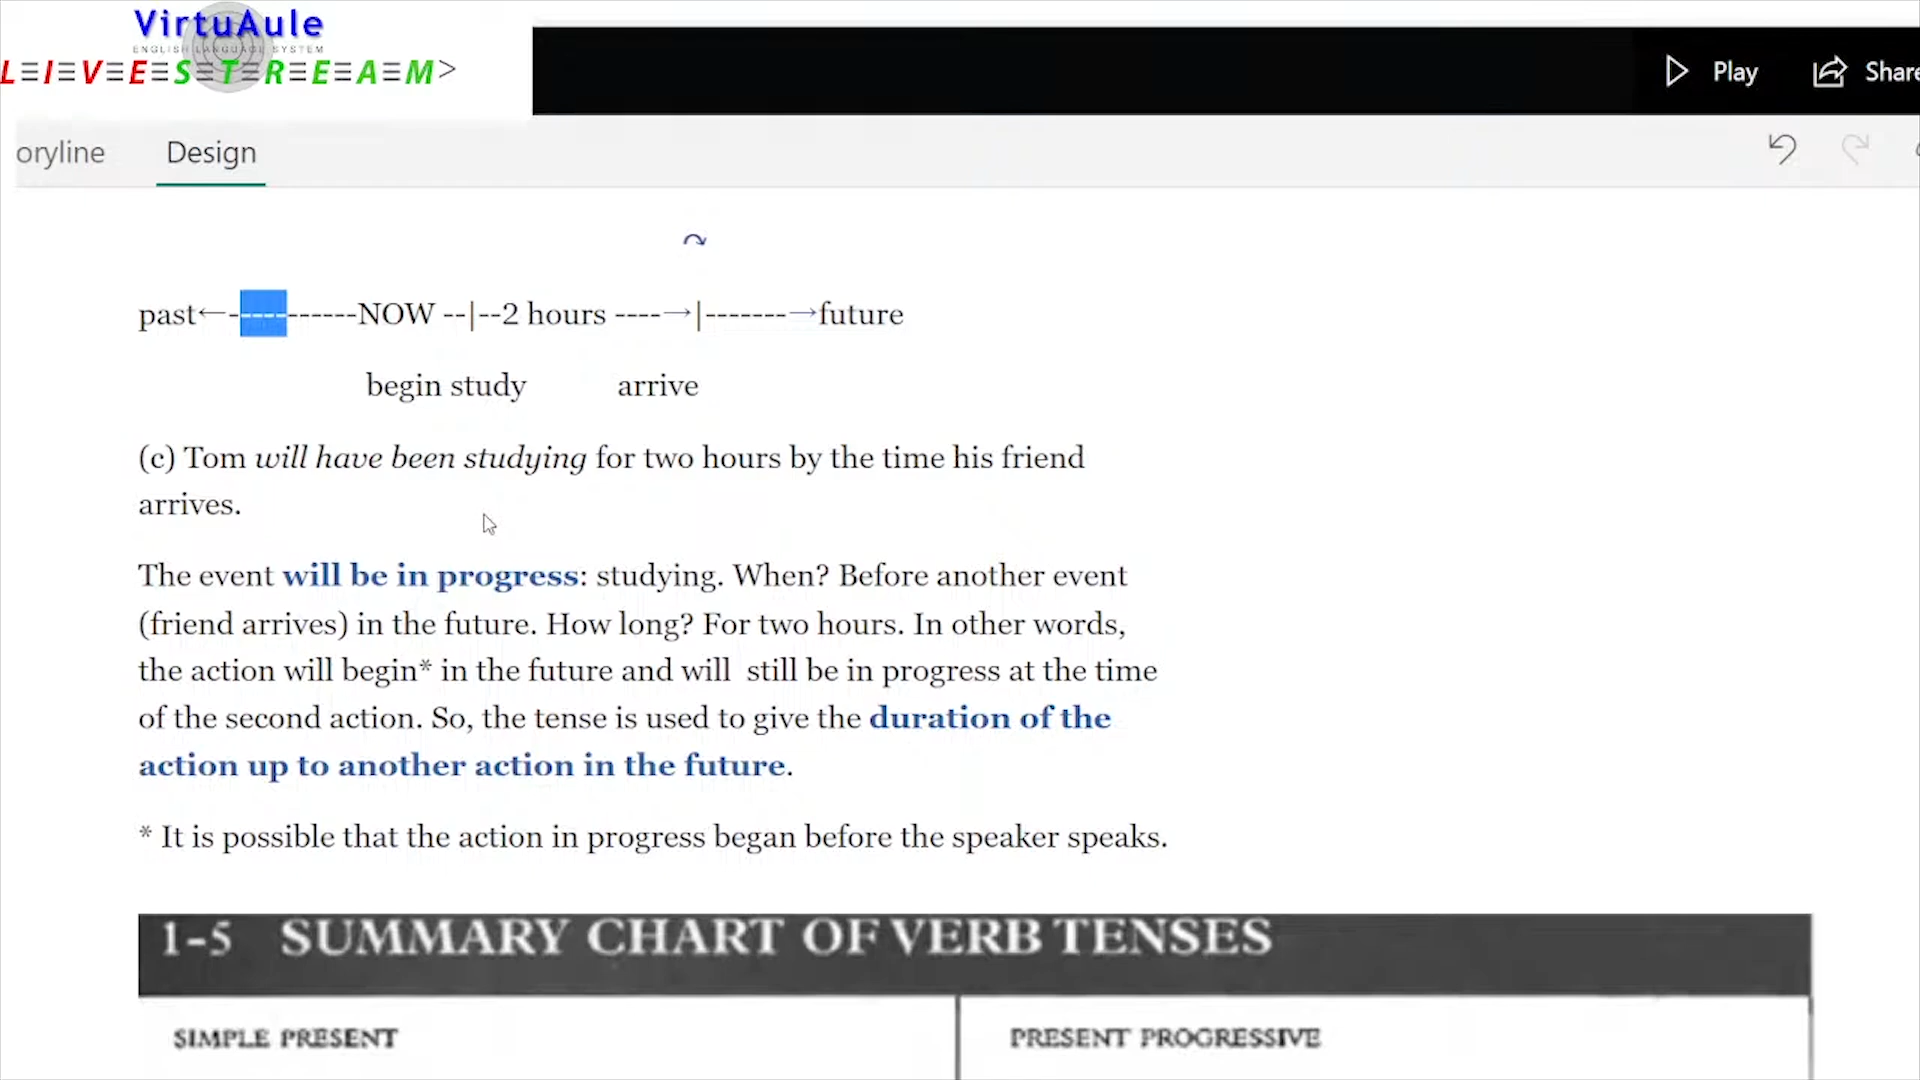 VirtuAule
ENGLISH LANGUAGE SYSTEM
L≡I≡V≡E≡S≡T≡R≡E≡A≡M>
Play Share
oryline Design
past←-----------NOW --|--2 hours ----→|-------→future
begin study arrive
(c) Tom will have been studying for two hours by the time his friend
arrives.
The event will be in progress: studying. When? Before another event
(friend arrives) in the future. How long? For two hours. In other words,
the action will begin* in the future and will still be in progress at the time
of the second action. So, the tense is used to give the duration of the
action up to another action in the future.
* It is possible that the action in progress began before the speaker speaks.
1-5 SUMMARY CHART OF VERB TENSES
SIMPLE PRESENT PRESENT PROGRESSIVE